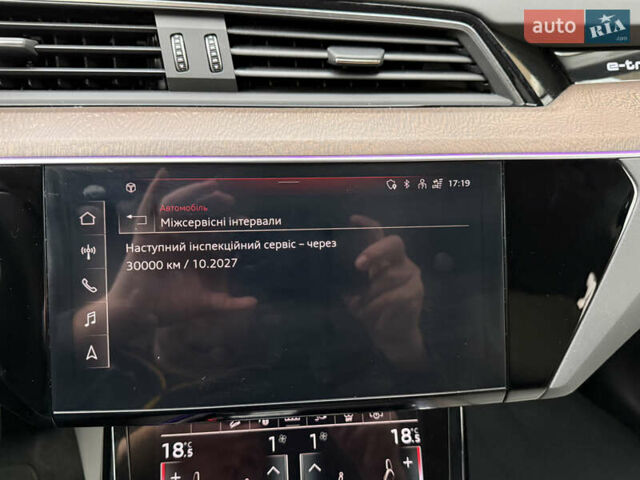 auto RIA
.com
e-tr
17:19
Автомобіль
Міжсервісні інтервали
Наступний інспекційний сервіс – через
30000 км / 10.2027
18.5 °C 1 1 18.5 °C